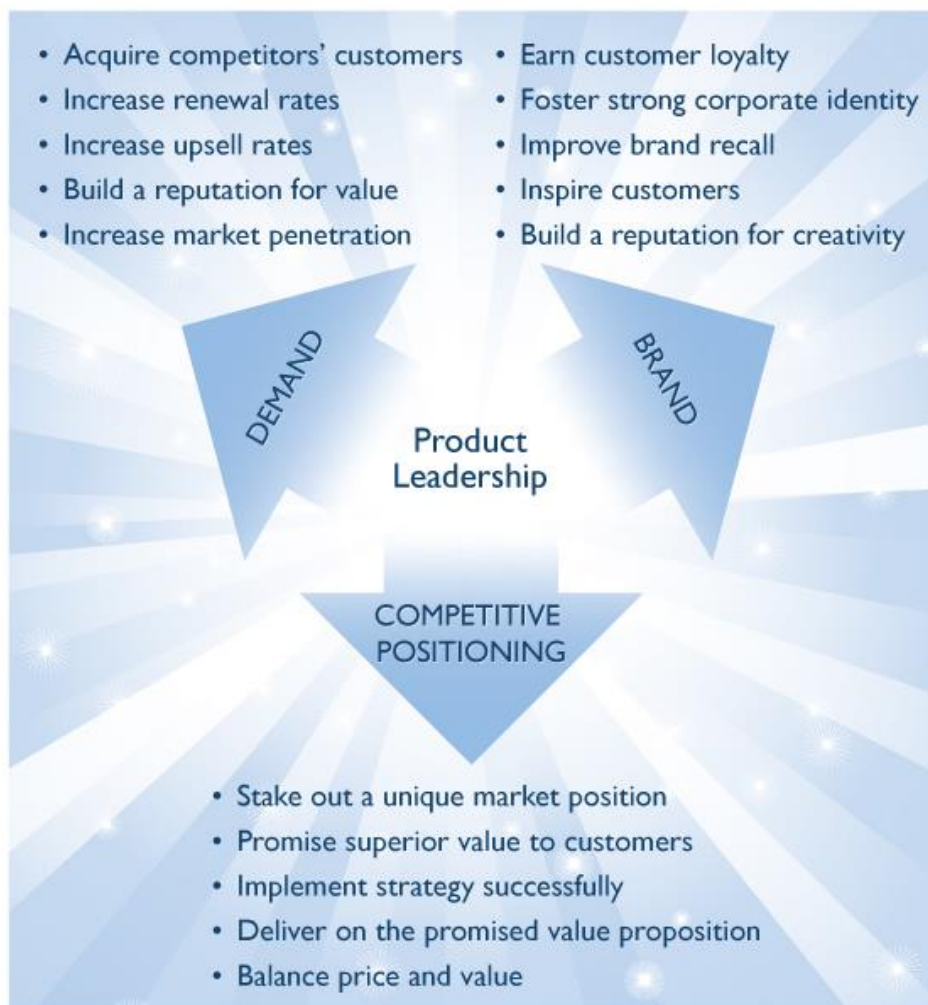 • Acquire competitors’ customers
• Increase renewal rates
• Increase upsell rates
• Build a reputation for value
• Increase market penetration
• Earn customer loyalty
• Foster strong corporate identity
• Improve brand recall
• Inspire customers
• Build a reputation for creativity
DEMAND
BRAND
Product
Leadership
COMPETITIVE
POSITIONING
• Stake out a unique market position
• Promise superior value to customers
• Implement strategy successfully
• Deliver on the promised value proposition
• Balance price and value